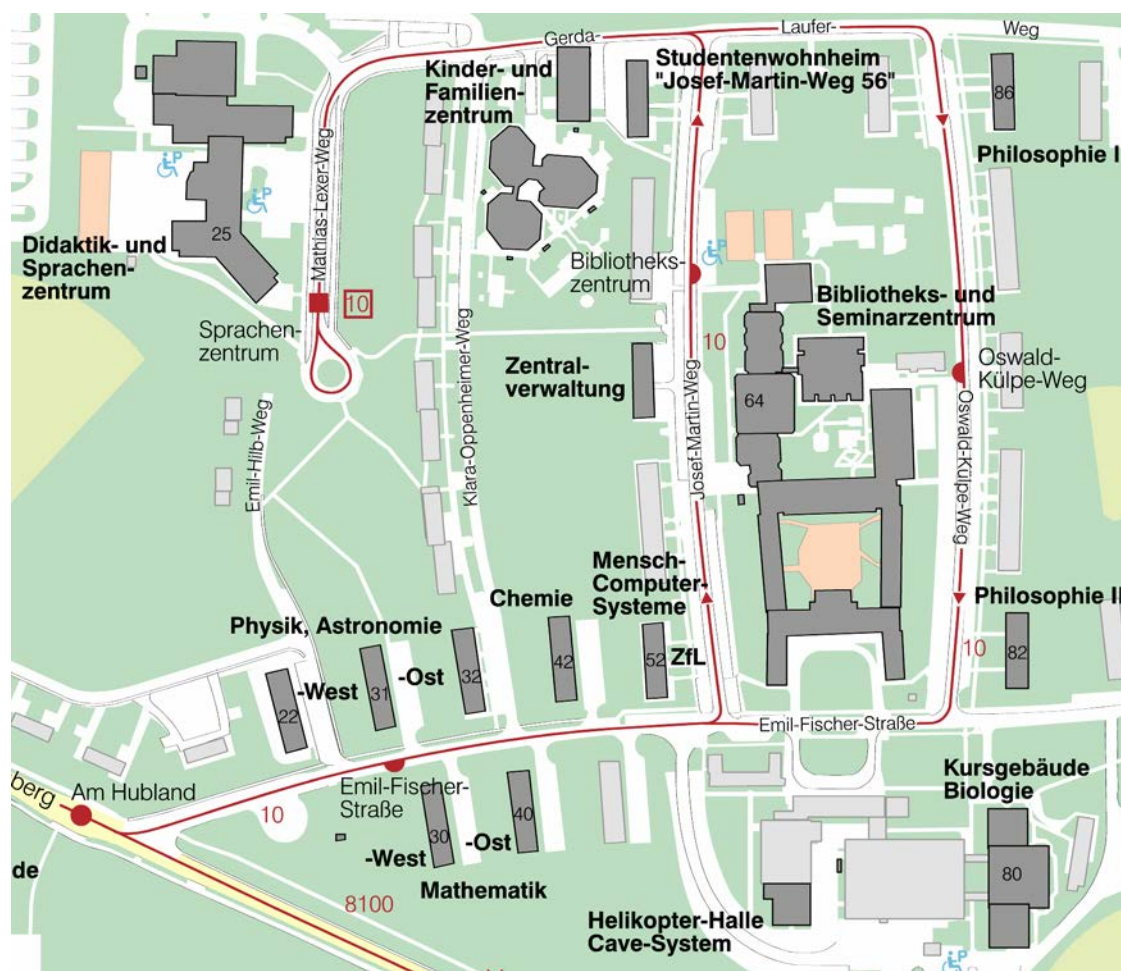 Gerda-
Laufer-
Weg
Kinder- und
Familien-
zentrum
Studentenwohnheim
"Josef-Martin-Weg 56"
86
Philosophie I
P
P
25
Mathias-Lexer-Weg
Didaktik- und
Sprachen-
zentrum
10
Sprachen-
zentrum
Bibliotheks-
zentrum
P
Bibliotheks- und
Seminarzentrum
10
Oswald-
Külpe-Weg
Zentral-
verwaltung
64
Josef-Martin-Weg
Oswald-Külpe-Weg
Klara-Oppenheimer-Weg
Emil-Hilb-Weg
Mensch-
Computer-
Systeme
Chemie
Physik, Astronomie
Philosophie II
-West
-Ost
22
31
32
42
52
ZfL
10
82
Emil-Fischer-Straße
berg
Am Hubland
10
Emil-Fischer-
Straße
30
40
-West
-Ost
Mathematik
Kursgebäude
Biologie
80
de
8100
Helikopter-Halle
Cave-System
P